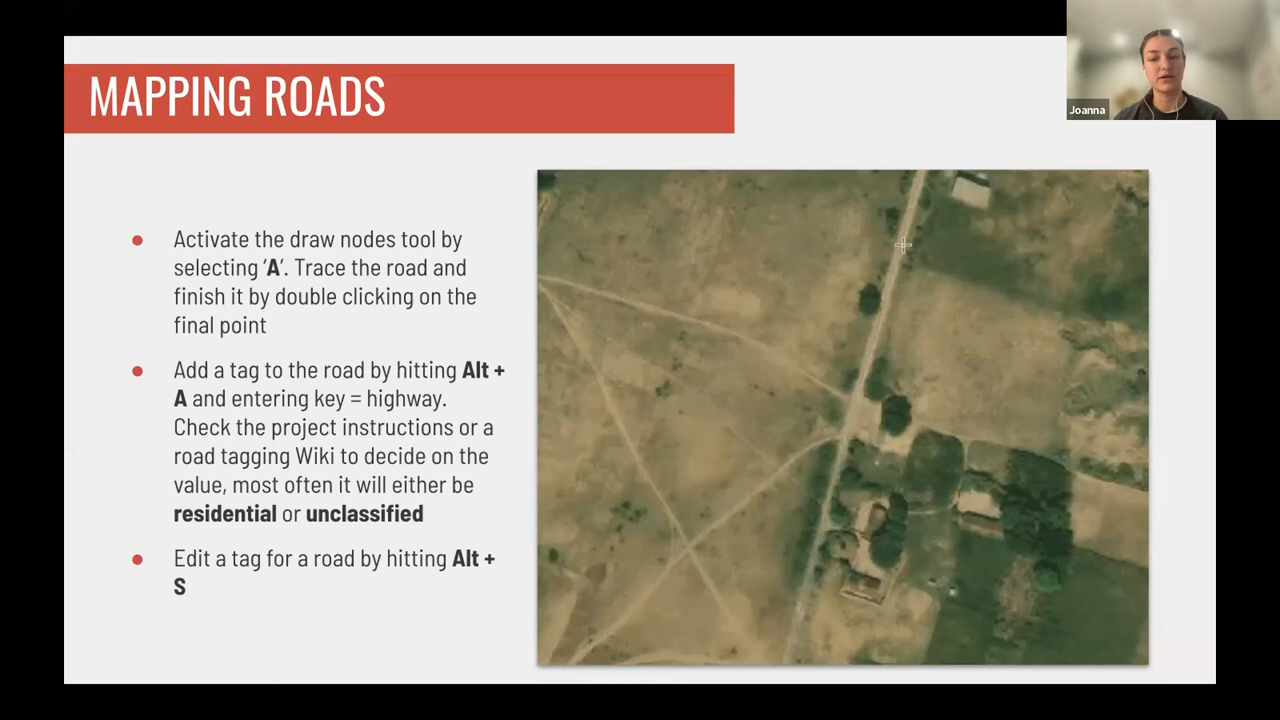 MAPPING ROADS
Joanna
● Activate the draw nodes tool by
selecting ‘A’. Trace the road and
finish it by double clicking on the
final point
● Add a tag to the road by hitting Alt +
A and entering key = highway.
Check the project instructions or a
road tagging Wiki to decide on the
value, most often it will either be
residential or unclassified
● Edit a tag for a road by hitting Alt +
S